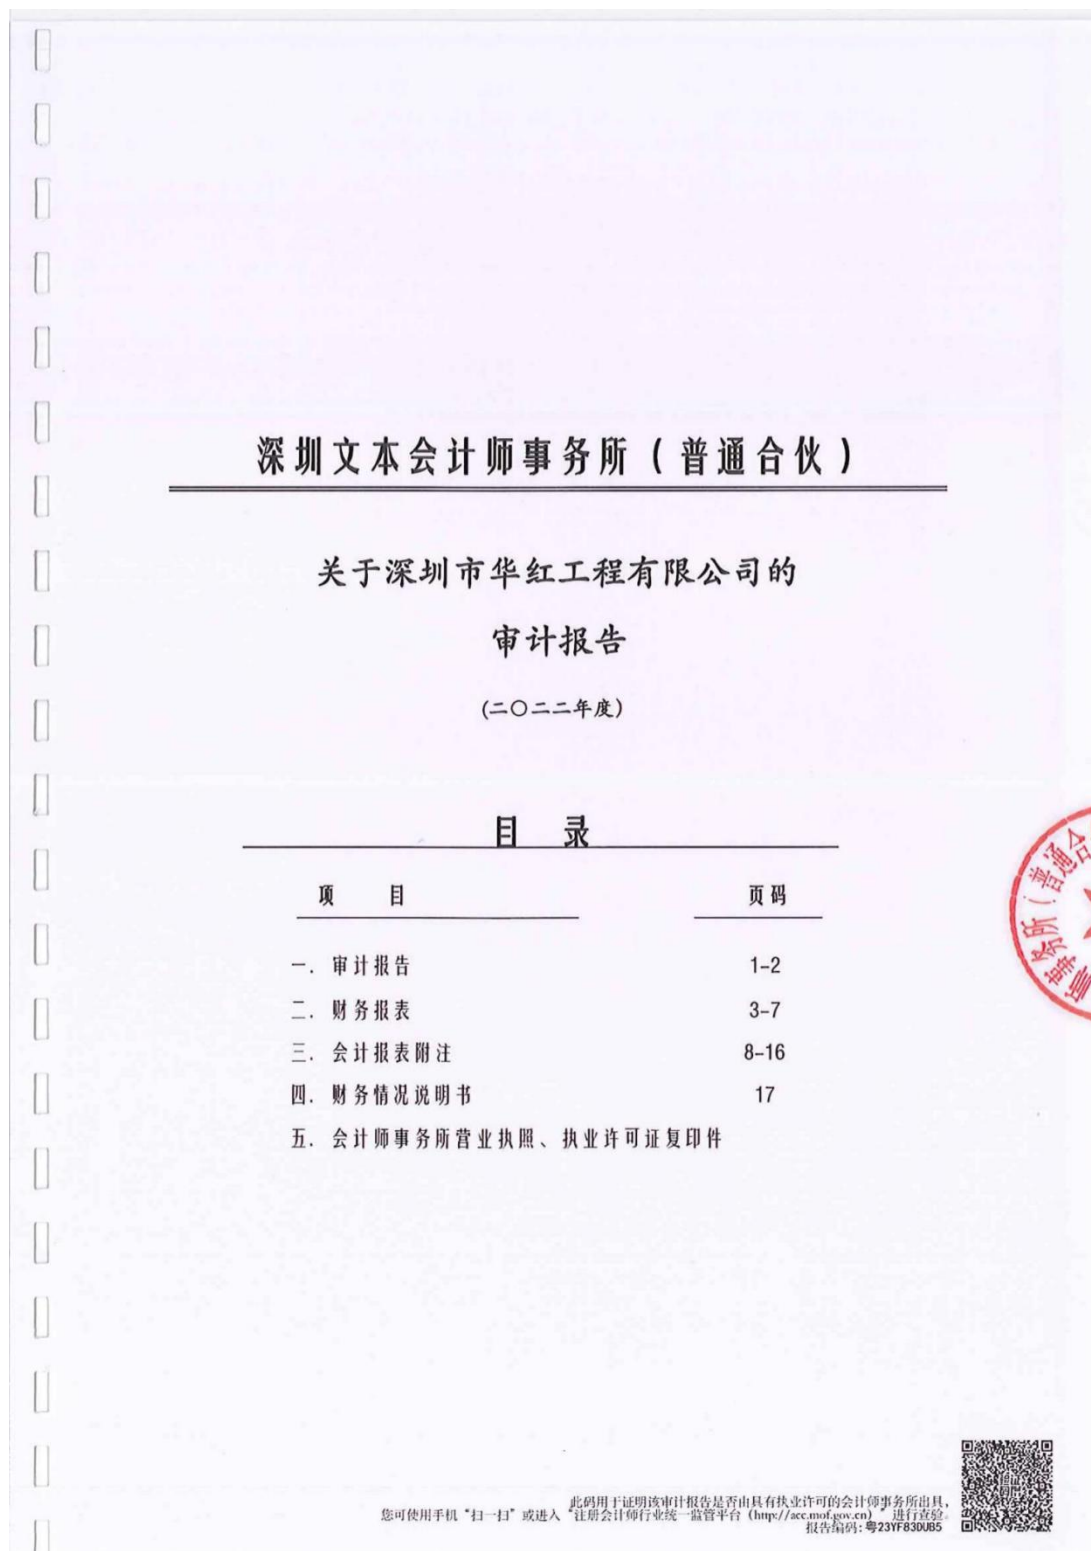 深圳文本会计师事务所（普通合伙）
关于深圳市华红工程有限公司的
审计报告
(二〇二二年度)
目 录
项 目 页码
一. 审计报告 1-2
二. 财务报表 3-7
三. 会计报表附注 8-16
四. 财务情况说明书 17
五. 会计师事务所营业执照、执业许可证复印件
师事务所（普通合
此码用于证明该审计报告是否由具有执业许可的会计师事务所出具，
您可使用手机“扫一扫”或进入“注册会计师行业统一监管平台（http://acc.mof.gov.cn）”进行查验。
报告编码：粤23YF83DUB5